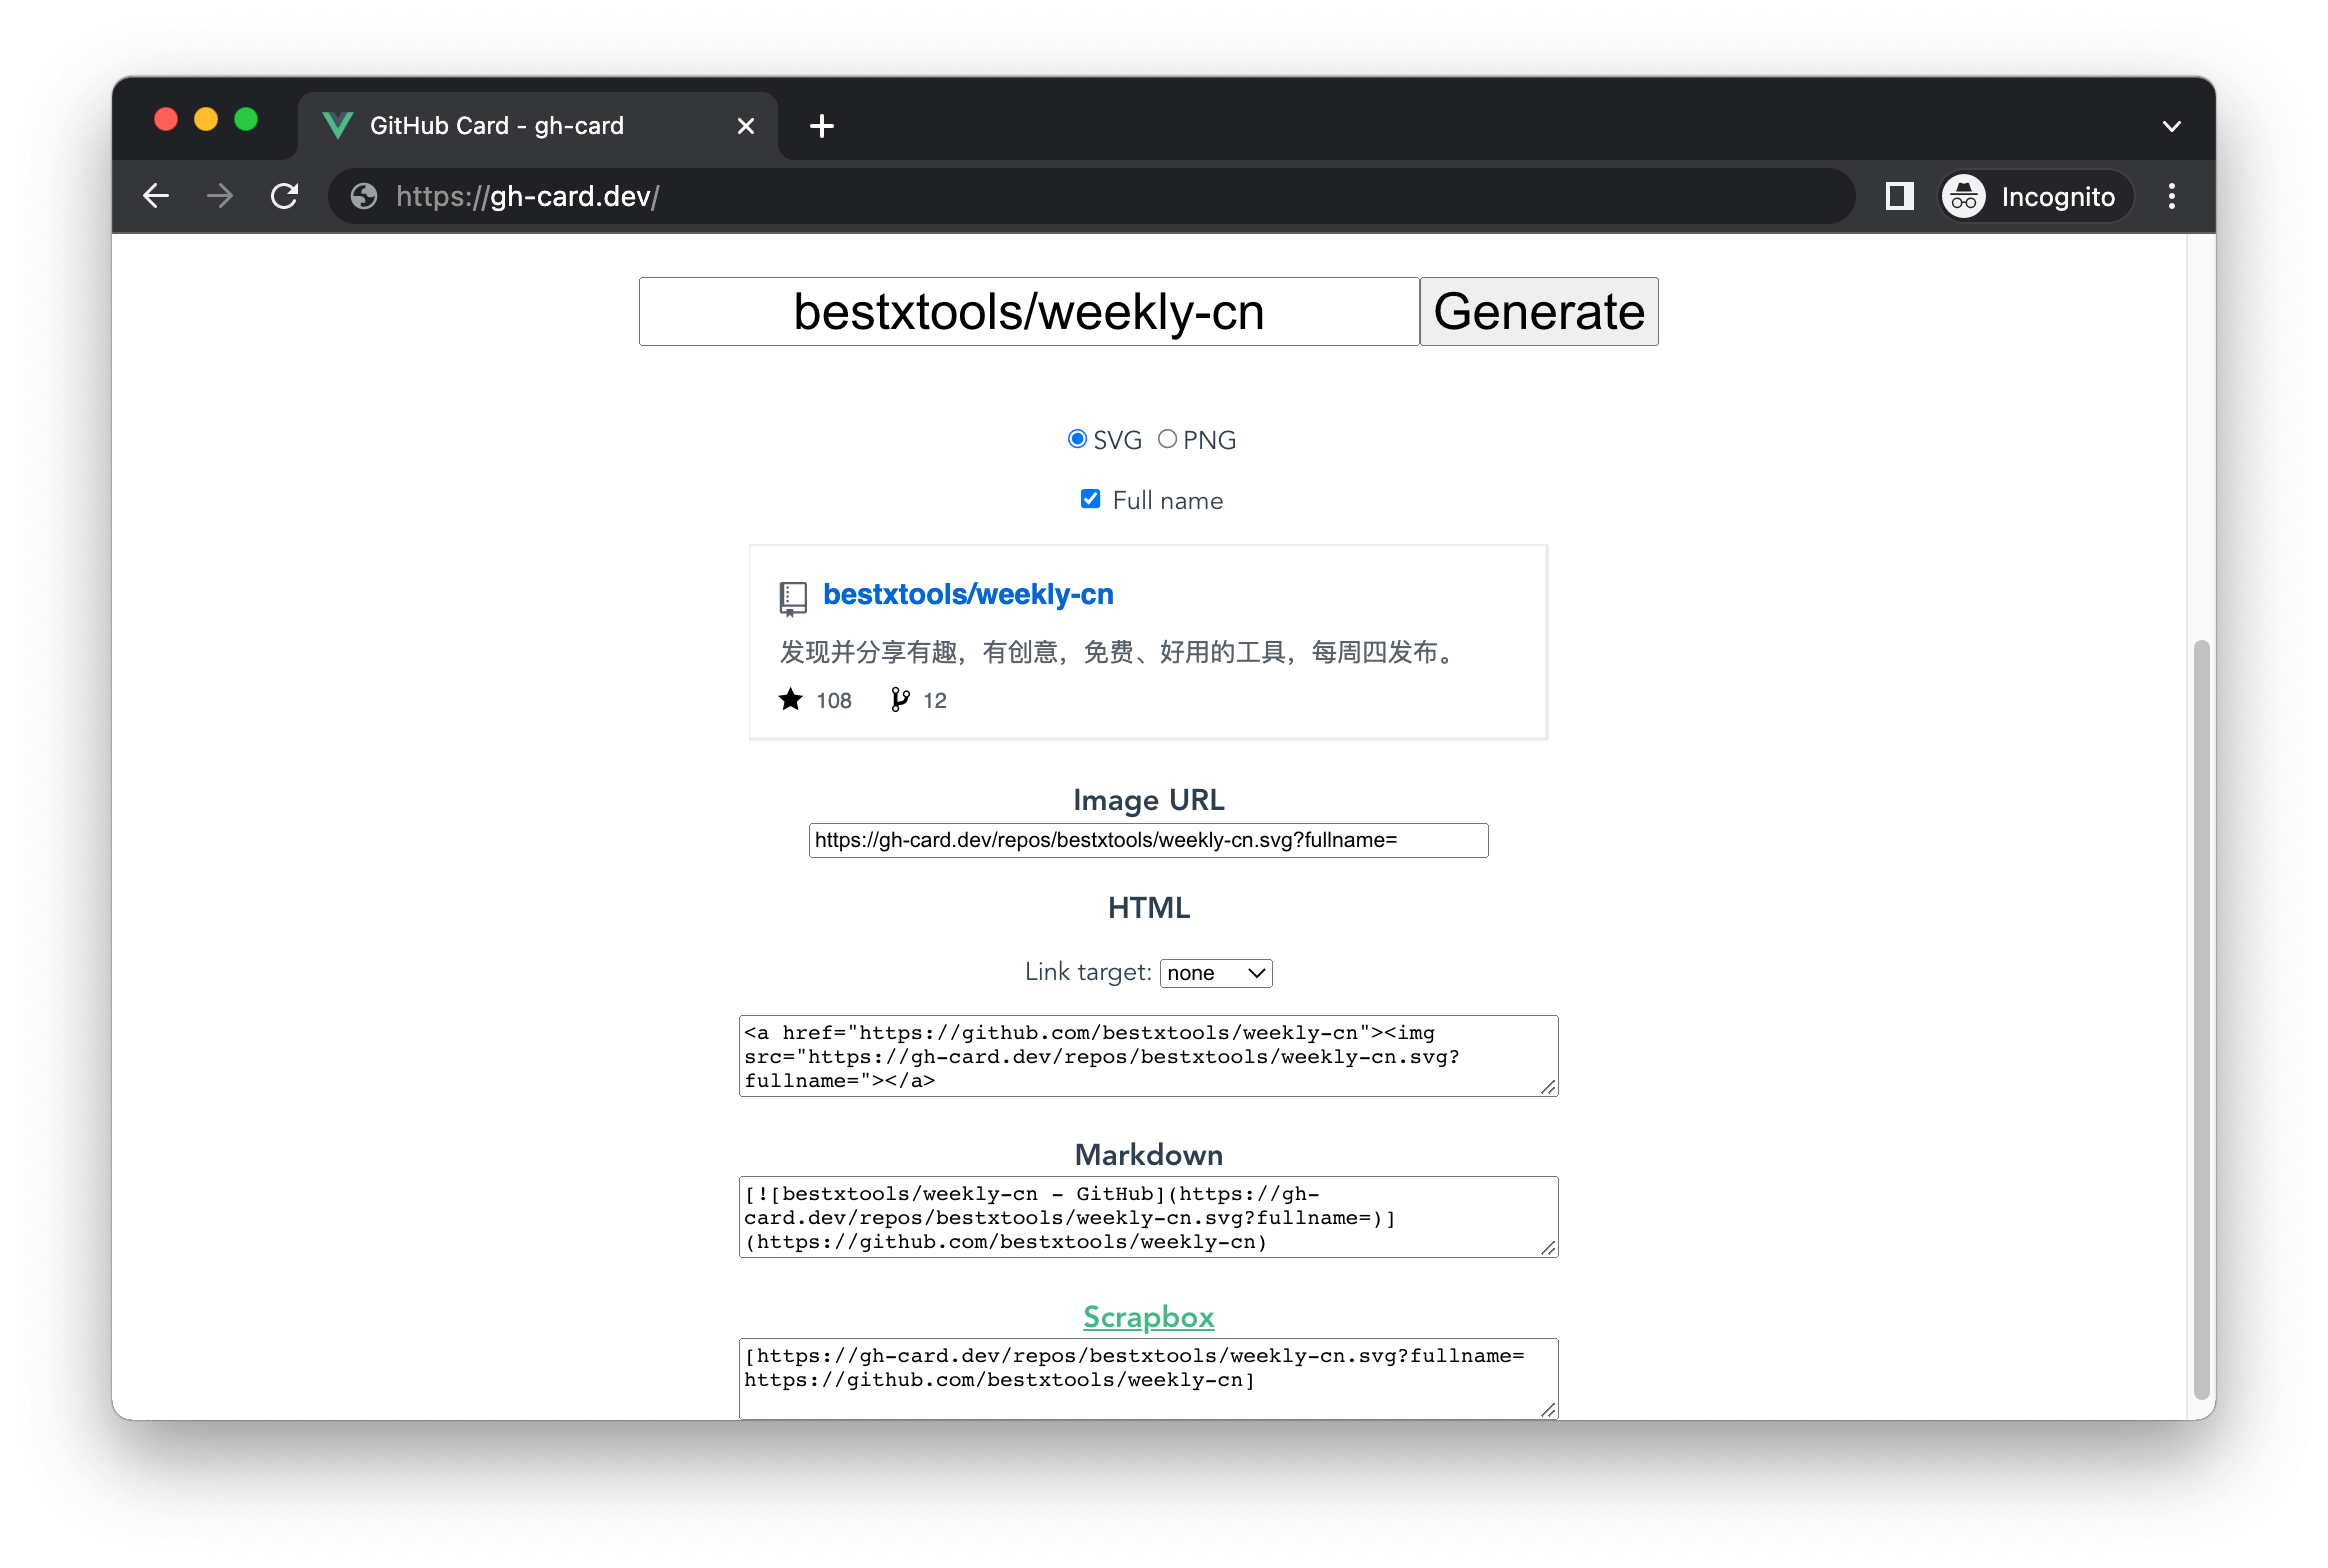 GitHub Card - gh-card
https://gh-card.dev/
Incognito
bestxtools/weekly-cn
Generate
SVG PNG
Full name
bestxtools/weekly-cn
发现并分享有趣，有创意，免费、好用的工具，每周四发布。
108 12
Image URL
https://gh-card.dev/repos/bestxtools/weekly-cn.svg?fullname=
HTML
Link target: none
<a href="https://github.com/bestxtools/weekly-cn"><img
src="https://gh-card.dev/repos/bestxtools/weekly-cn.svg?
fullname="></a>
Markdown
[![bestxtools/weekly-cn - GitHub](https://gh-
card.dev/repos/bestxtools/weekly-cn.svg?fullname=)]
(https://github.com/bestxtools/weekly-cn)
Scrapbox
[https://gh-card.dev/repos/bestxtools/weekly-cn.svg?fullname=
https://github.com/bestxtools/weekly-cn]